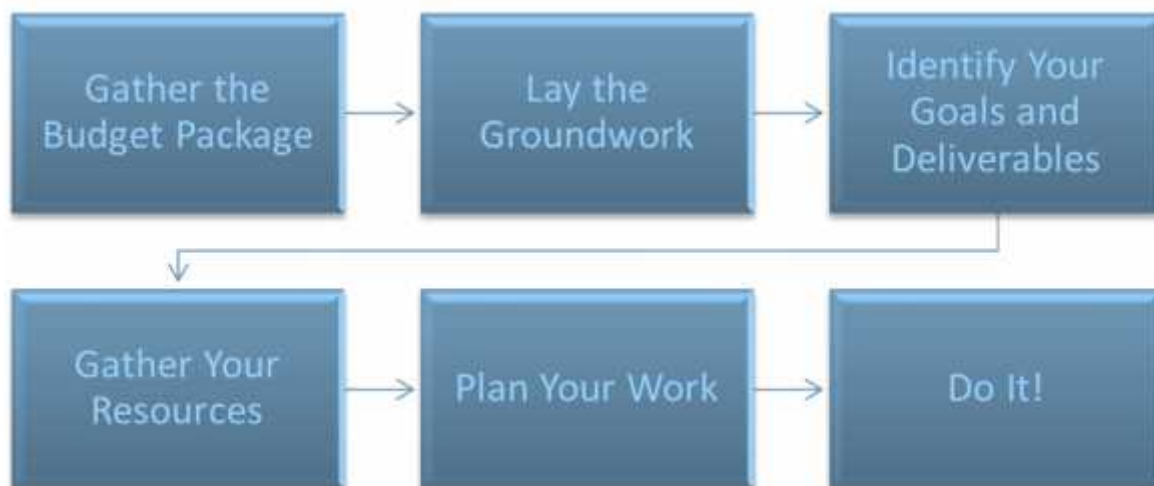 Gather the
Budget Package
Lay the
Groundwork
Identify Your
Goals and
Deliverables
Gather Your
Resources
Plan Your Work
Do It!